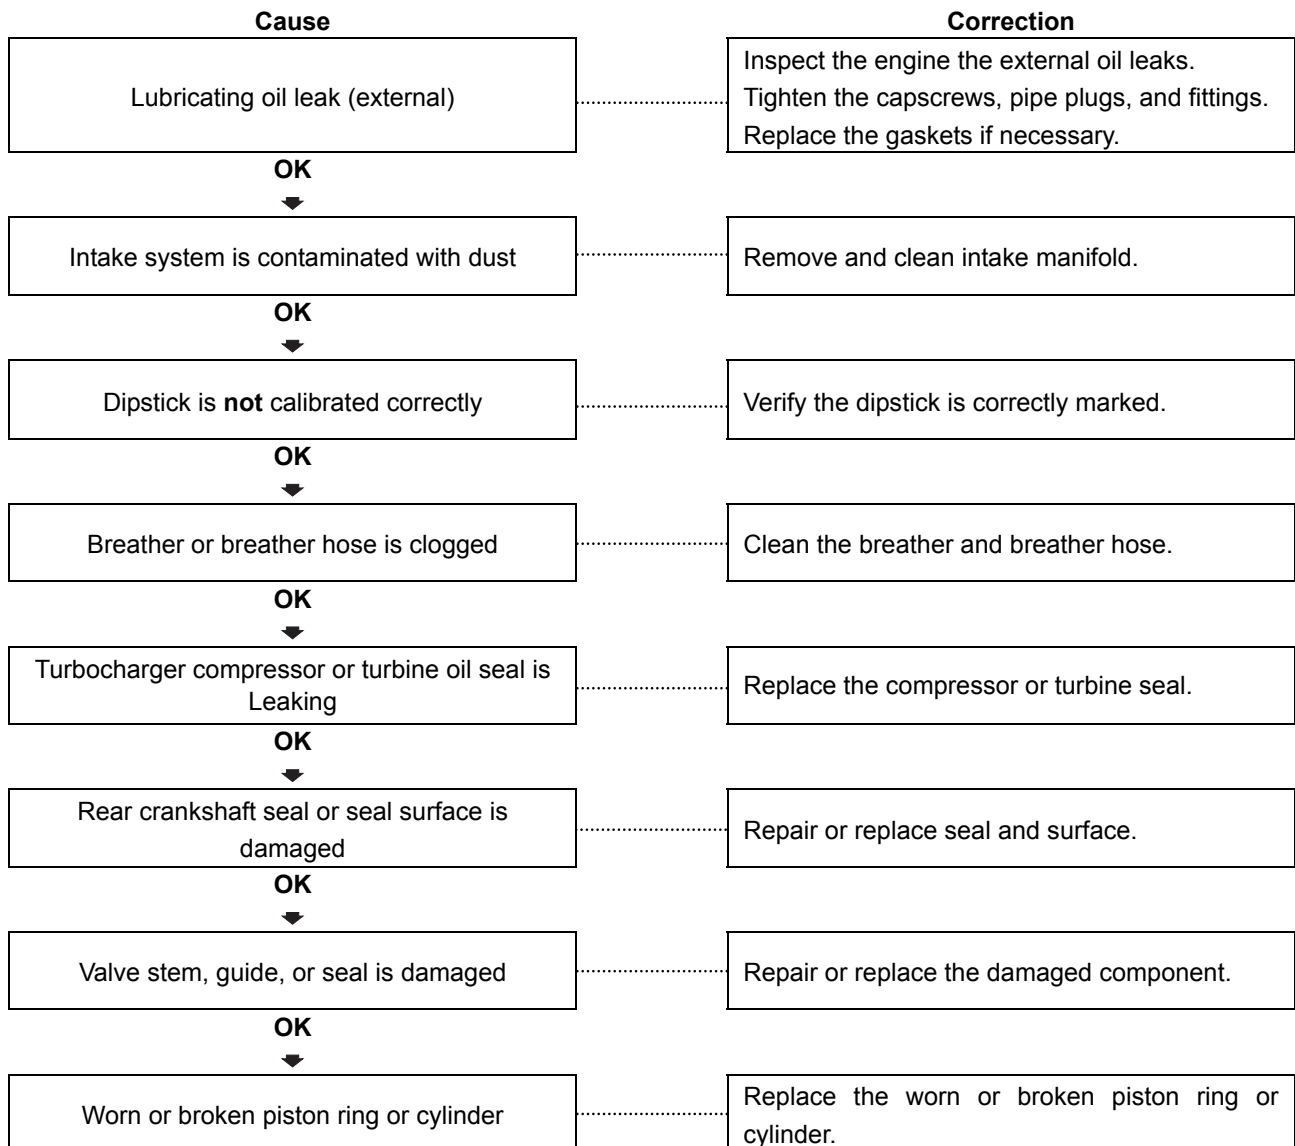 Cause
Correction
Lubricating oil leak (external)
Inspect the engine the external oil leaks.
Tighten the capscrews, pipe plugs, and fittings.
Replace the gaskets if necessary.
OK
Intake system is contaminated with dust
Remove and clean intake manifold.
OK
Dipstick is not calibrated correctly
Verify the dipstick is correctly marked.
OK
Breather or breather hose is clogged
Clean the breather and breather hose.
OK
Turbocharger compressor or turbine oil seal is
Leaking
Replace the compressor or turbine seal.
OK
Rear crankshaft seal or seal surface is
damaged
Repair or replace seal and surface.
OK
Valve stem, guide, or seal is damaged
Repair or replace the damaged component.
OK
Worn or broken piston ring or cylinder
Replace the worn or broken piston ring or
cylinder.